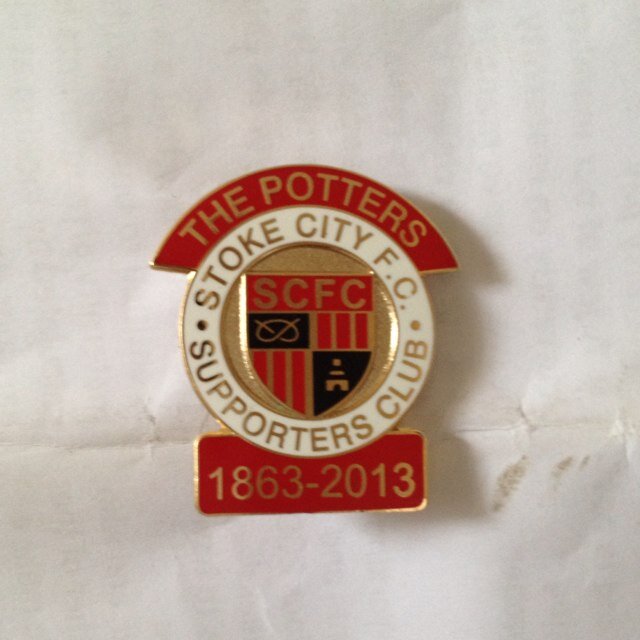 THE POTTERS
STOKE CITY F.C.
SCFC
• SUPPORTERS CLUB •
1863-2013